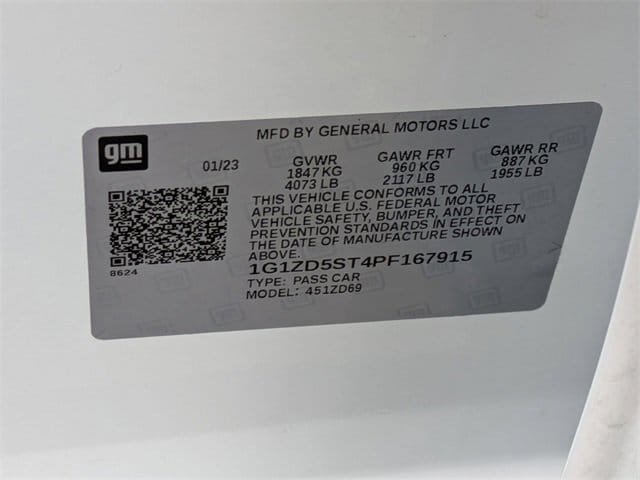 MFD BY GENERAL MOTORS LLC
gm
01/23 GVWR GAWR FRT GAWR RR
1847 KG 960 KG 887 KG
4073 LB 2117 LB 1955 LB
THIS VEHICLE CONFORMS TO ALL
APPLICABLE U.S. FEDERAL MOTOR
VEHICLE SAFETY, BUMPER, AND THEFT
PREVENTION STANDARDS IN EFFECT ON
THE DATE OF MANUFACTURE SHOWN
ABOVE.
8624
1G1ZD5ST4PF167915
TYPE: PASS CAR
MODEL: 451ZD69